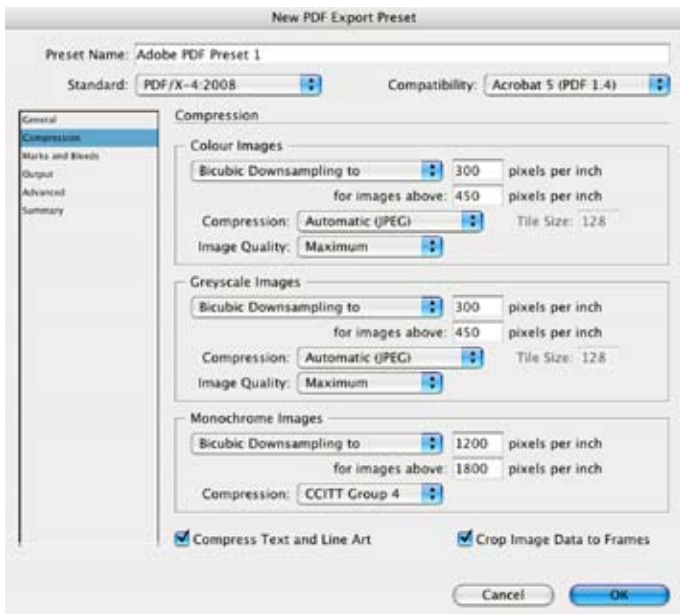 New PDF Export Preset
Preset Name: Adobe PDF Preset 1
Standard: PDF/X-4:2008 Compatibility: Acrobat 5 (PDF 1.4)
General
Compression
Marks and Bleeds
Output
Advanced
Summary
Compression
Colour Images
Bicubic Downsampling to 300 pixels per inch
for images above: 450 pixels per inch
Compression: Automatic (JPEG) Tile Size: 128
Image Quality: Maximum
Greyscale Images
Bicubic Downsampling to 300 pixels per inch
for images above: 450 pixels per inch
Compression: Automatic (JPEG) Tile Size: 128
Image Quality: Maximum
Monochrome Images
Bicubic Downsampling to 1200 pixels per inch
for images above: 1800 pixels per inch
Compression: CCITT Group 4
Compress Text and Line Art Crop Image Data to Frames
Cancel OK